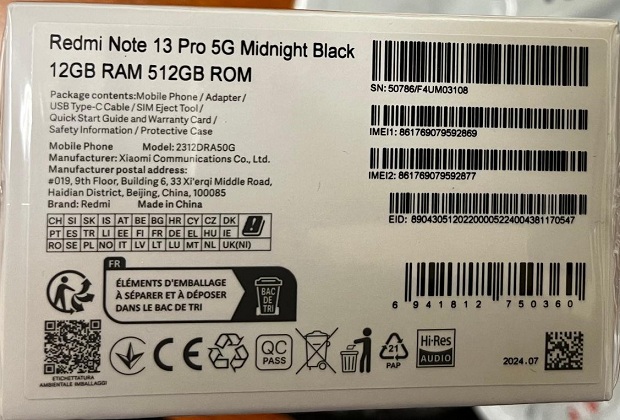 Redmi Note 13 Pro 5G Midnight Black
12GB RAM 512GB ROM
Package contents:Mobile Phone / Adapter /
USB Type-C Cable / SIM Eject Tool /
Quick Start Guide and Warranty Card /
Safety Information / Protective Case
Mobile Phone Model: 2312DRA50G
Manufacturer: Xiaomi Communications Co., Ltd.
Manufacturer postal address:
#019, 9th Floor, Building 6, 33 Xi'erqi Middle Road,
Haidian District, Beijing, China, 100085
Brand: Redmi Made in China
SN: 50786/F4UM03108
IMEI1: 861769079592869
IMEI2: 861769079592877
EID: 89043051202200005224004381170547
CH SI SK IS AT BE BG HR CY CZ DK
PT ES TR LI EE FI FR DE EL HU IE
RO SE PL NO IT LV LT LU MT NL UK(NI)
FR
ÉLÉMENTS D'EMBALLAGE
À SÉPARER ET À DÉPOSER
DANS LE BAC DE TRI
BAC
DE
TRI
6 941812 750360
ETICHETTATURA
AMBIENTALE IMBALLAGGI
CE
QC
PASS
21
PAP
Hi-Res
AUDIO
2024.07